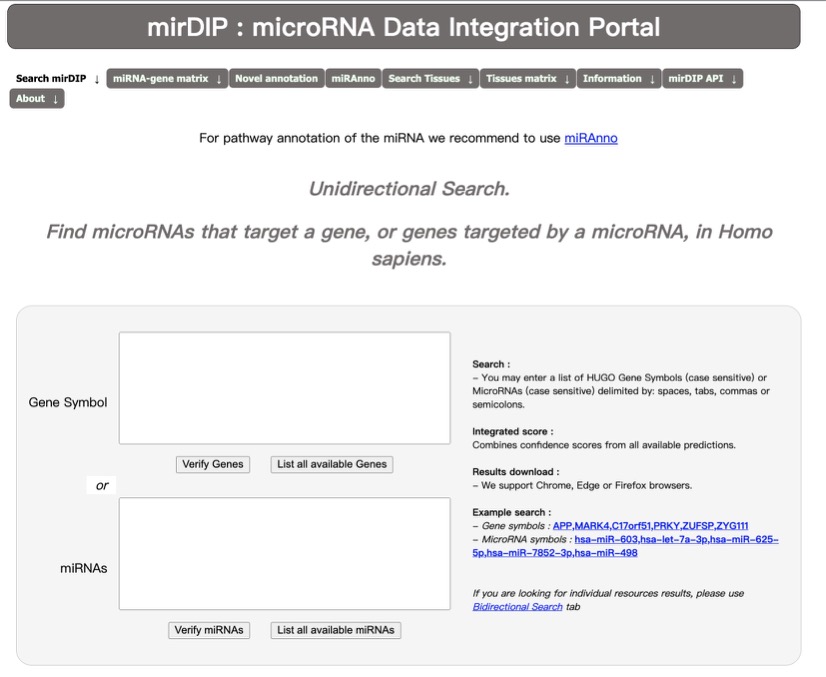 mirDIP : microRNA Data Integration Portal
Search mirDIP ↓ miRNA-gene matrix ↓ Novel annotation miRAnno Search Tissues ↓ Tissues matrix ↓ Information ↓ mirDIP API ↓
About ↓
For pathway annotation of the miRNA we recommend to use miRAnno
Unidirectional Search.
Find microRNAs that target a gene, or genes targeted by a microRNA, in Homo
sapiens.
Gene Symbol
Verify Genes List all available Genes
or
miRNAs
Verify miRNAs List all available miRNAs
Search :
– You may enter a list of HUGO Gene Symbols (case sensitive) or
MicroRNAs (case sensitive) delimited by: spaces, tabs, commas or
semicolons.
Integrated score :
Combines confidence scores from all available predictions.
Results download :
– We support Chrome, Edge or Firefox browsers.
Example search :
– Gene symbols : APP,MARK4,C17orf51,PRKY,ZUFSP,ZYG111
– MicroRNA symbols : hsa-miR-603,hsa-let-7a-3p,hsa-miR-625-
5p,hsa-miR-7852-3p,hsa-miR-498
If you are looking for individual resources results, please use
Bidirectional Search tab